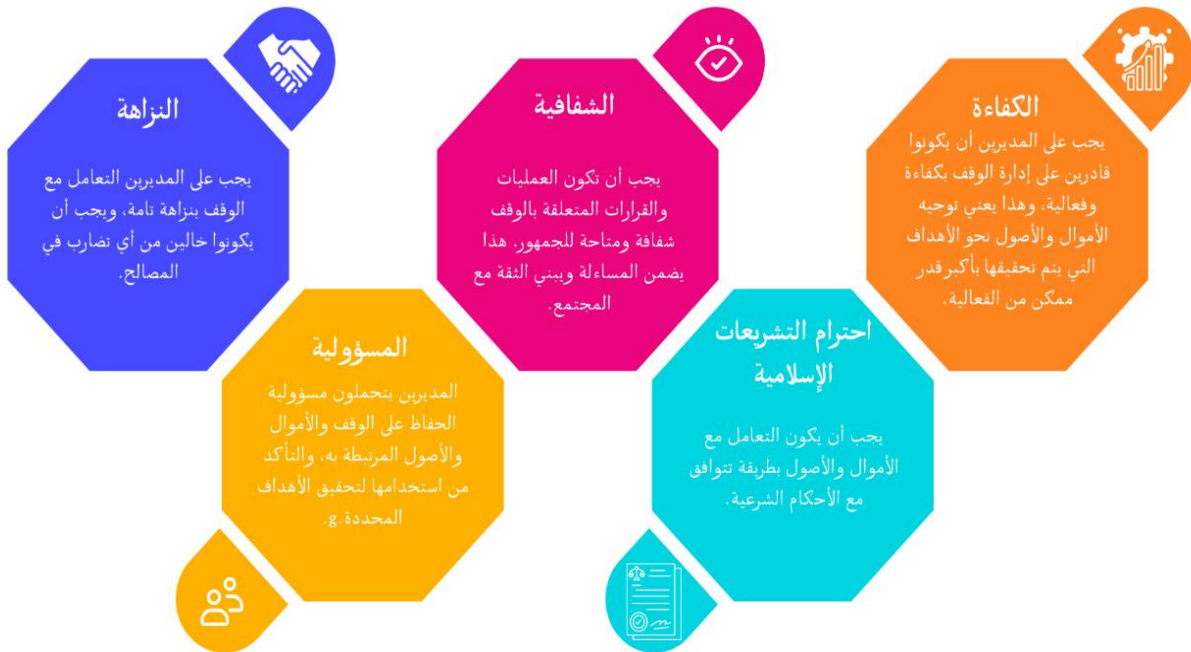 الكفاءة
يجب على المديرين أن يكونوا
قادرين على إدارة الوقف بكفاءة
وفعالية، وهذا يعني توجيه
الأموال والأصول نحو الأهداف
التي يتم تحقيقها بأكبر قدر
ممكن من الفعالية.
احترام التشريعات
الإسلامية
يجب أن يكون التعامل مع
الأموال والأصول بطريقة تتوافق
مع الأحكام الشرعية.
الشفافية
يجب أن تكون العمليات
والقرارات المتعلقة بالوقف
شفافة ومتاحة للجمهور. هذا
يضمن المساءلة ويبني الثقة مع
المجتمع.
المسؤولية
المديرين يتحملون مسؤولية
الحفاظ على الوقف والأموال
والأصول المرتبطة به، والتأكد
من استخدامها لتحقيق الأهداف
المحددة.g.
النزاهة
يجب على المديرين التعامل مع
الوقف بنزاهة تامة، ويجب أن
يكونوا خالين من أي تضارب في
المصالح.